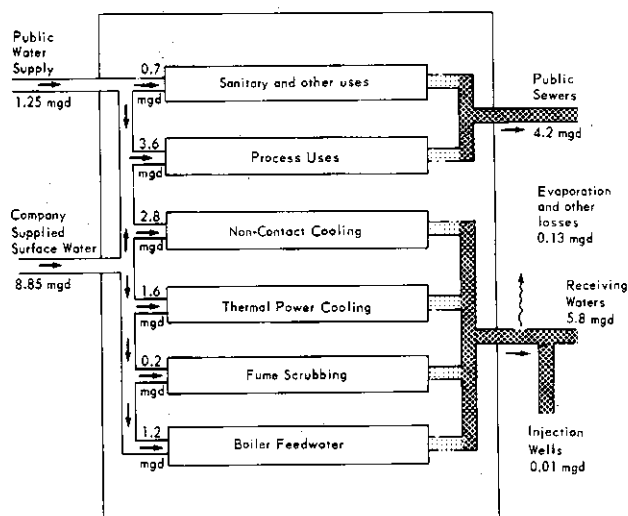 Public
Water
Supply
1.25 mgd
Company
Supplied
Surface Water
8.85 mgd
0.7
mgd
Sanitary and other uses
3.6
mgd
Process Uses
2.8
mgd
Non-Contact Cooling
1.6
mgd
Thermal Power Cooling
0.2
mgd
Fume Scrubbing
1.2
mgd
Boiler Feedwater
Public
Sewers
4.2 mgd
Evaporation
and other
losses
0.13 mgd
Receiving
Waters
5.8 mgd
Injection
Wells
0.01 mgd